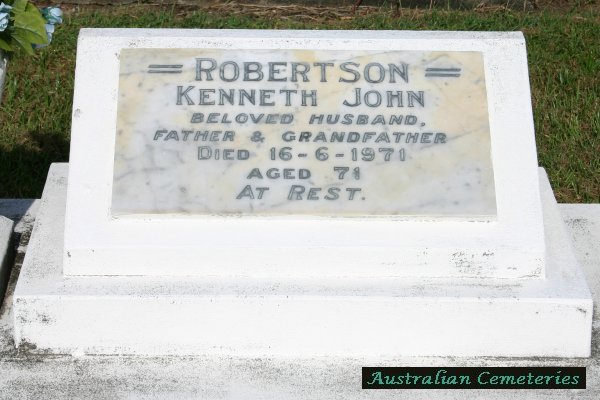 ROBERTSON
KENNETH JOHN
BELOVED HUSBAND,
FATHER & GRANDFATHER
DIED 16-6-1971
AGED 71
AT REST.
Australian Cemeteries